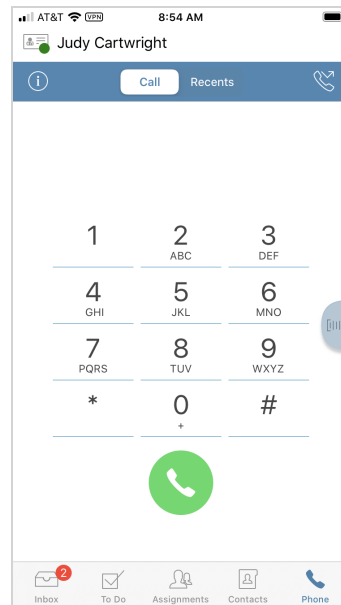 AT&T VPN 8:54 AM
Judy Cartwright
i Call Recents
1 2 3
ABC DEF
4 5 6
GHI JKL MNO
7 8 9
PQRS TUV WXYZ
* 0 #
+
2
Inbox To Do Assignments Contacts Phone